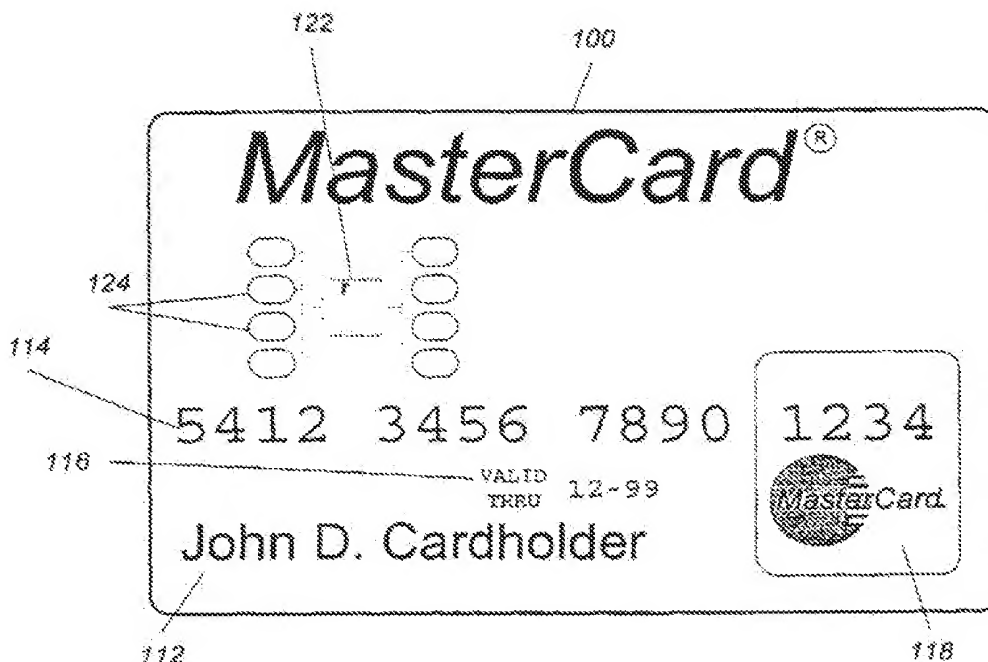 122
100
MasterCard®
124
114
5412 3456 7890 1234
116
VALID THRU 12-99
MasterCard.
John D. Cardholder
112
118